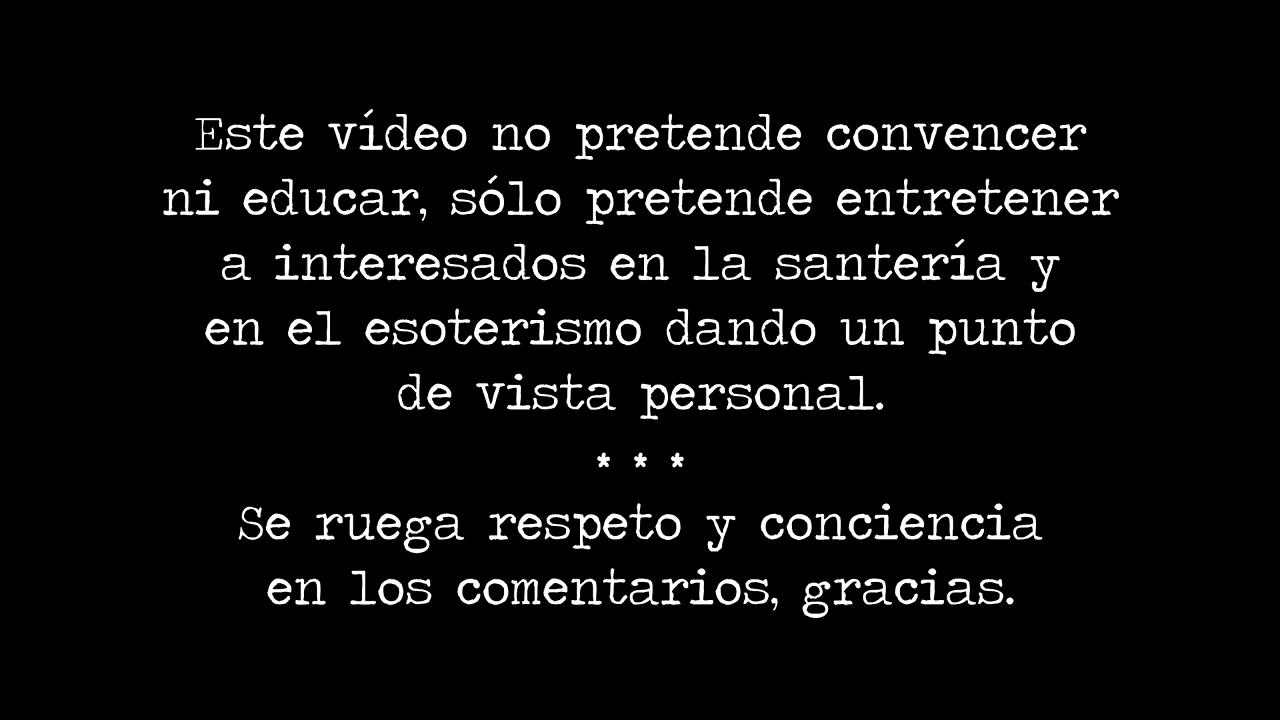 Este vídeo no pretende convencer
ni educar, sólo pretende entretener
a interesados en la santería y
en el esoterismo dando un punto
de vista personal.
* * *
Se ruega respeto y conciencia
en los comentarios, gracias.